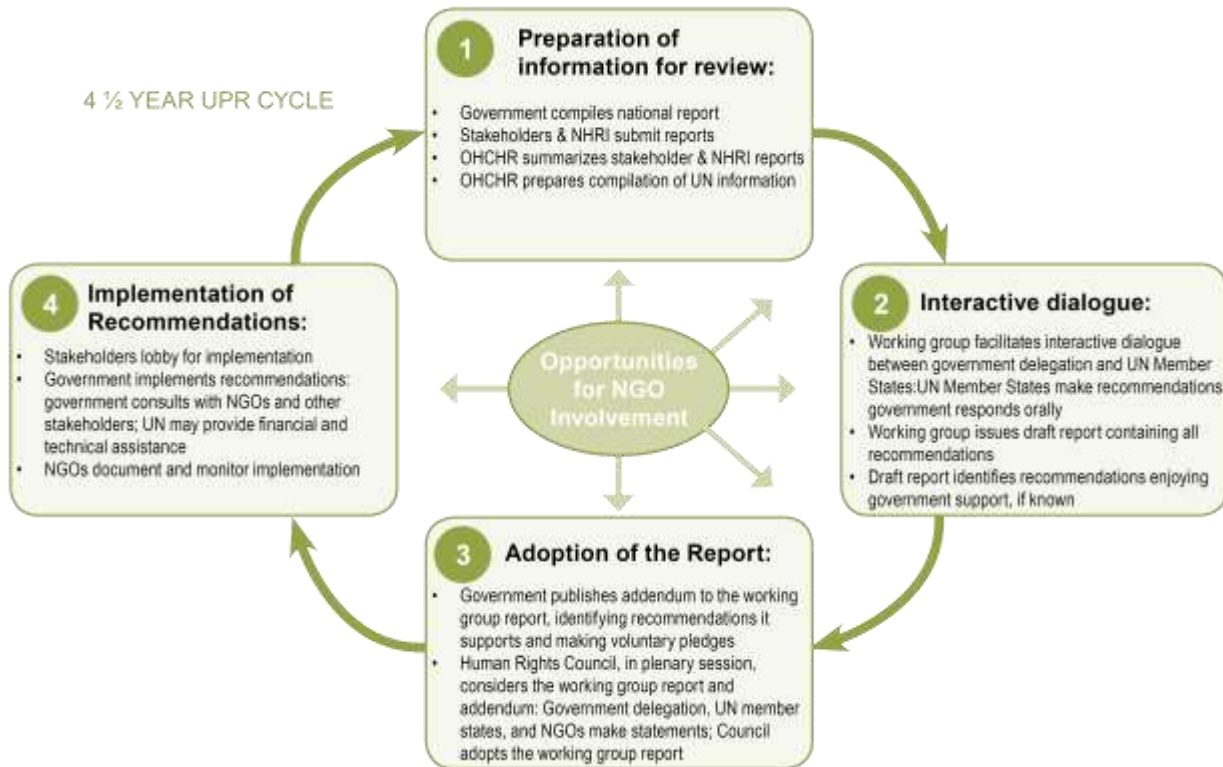 4 ½ YEAR UPR CYCLE
1
Preparation of
information for review:
• Government compiles national report
• Stakeholders & NHRI submit reports
• OHCHR summarizes stakeholder & NHRI reports
• OHCHR prepares compilation of UN information
2
Interactive dialogue:
• Working group facilitates interactive dialogue
between government delegation and UN Member
States:UN Member States make recommendations
government responds orally
• Working group issues draft report containing all
recommendations
• Draft report identifies recommendations enjoying
government support, if known
3
Adoption of the Report:
• Government publishes addendum to the working
group report, identifying recommendations it
supports and making voluntary pledges
• Human Rights Council, in plenary session,
considers the working group report and
addendum: Government delegation, UN member
states, and NGOs make statements; Council
adopts the working group report
4
Implementation of
Recommendations:
• Stakeholders lobby for implementation
• Government implements recommendations:
government consults with NGOs and other
stakeholders; UN may provide financial and
technical assistance
• NGOs document and monitor implementation
Opportunities
for NGO
Involvement